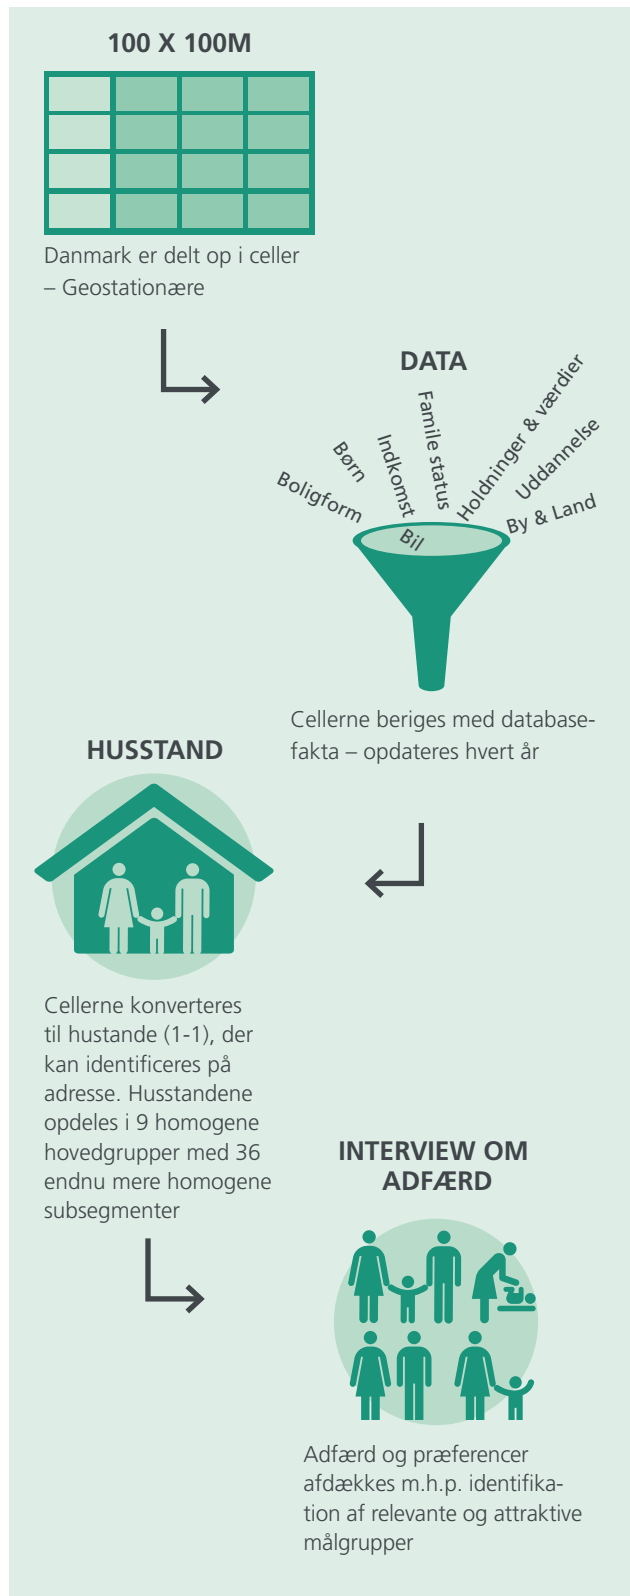 100 X 100M
Danmark er delt op i celler
– Geostationære
DATA
Boligform
Børn
Indkomst
Famile status
Holdninger & værdier
Uddannelse
By & Land
Bil
Cellerne beriges med database-
fakta – opdateres hvert år
HUSSTAND
Cellerne konverteres
til hustande (1-1), der
kan identificeres på
adresse. Husstandene
opdeles i 9 homogene
hovedgrupper med 36
endnu mere homogene
subsegmenter
INTERVIEW OM
ADFÆRD
Adfærd og præferencer
afdækkes m.h.p. identifika-
tion af relevante og attraktive
målgrupper